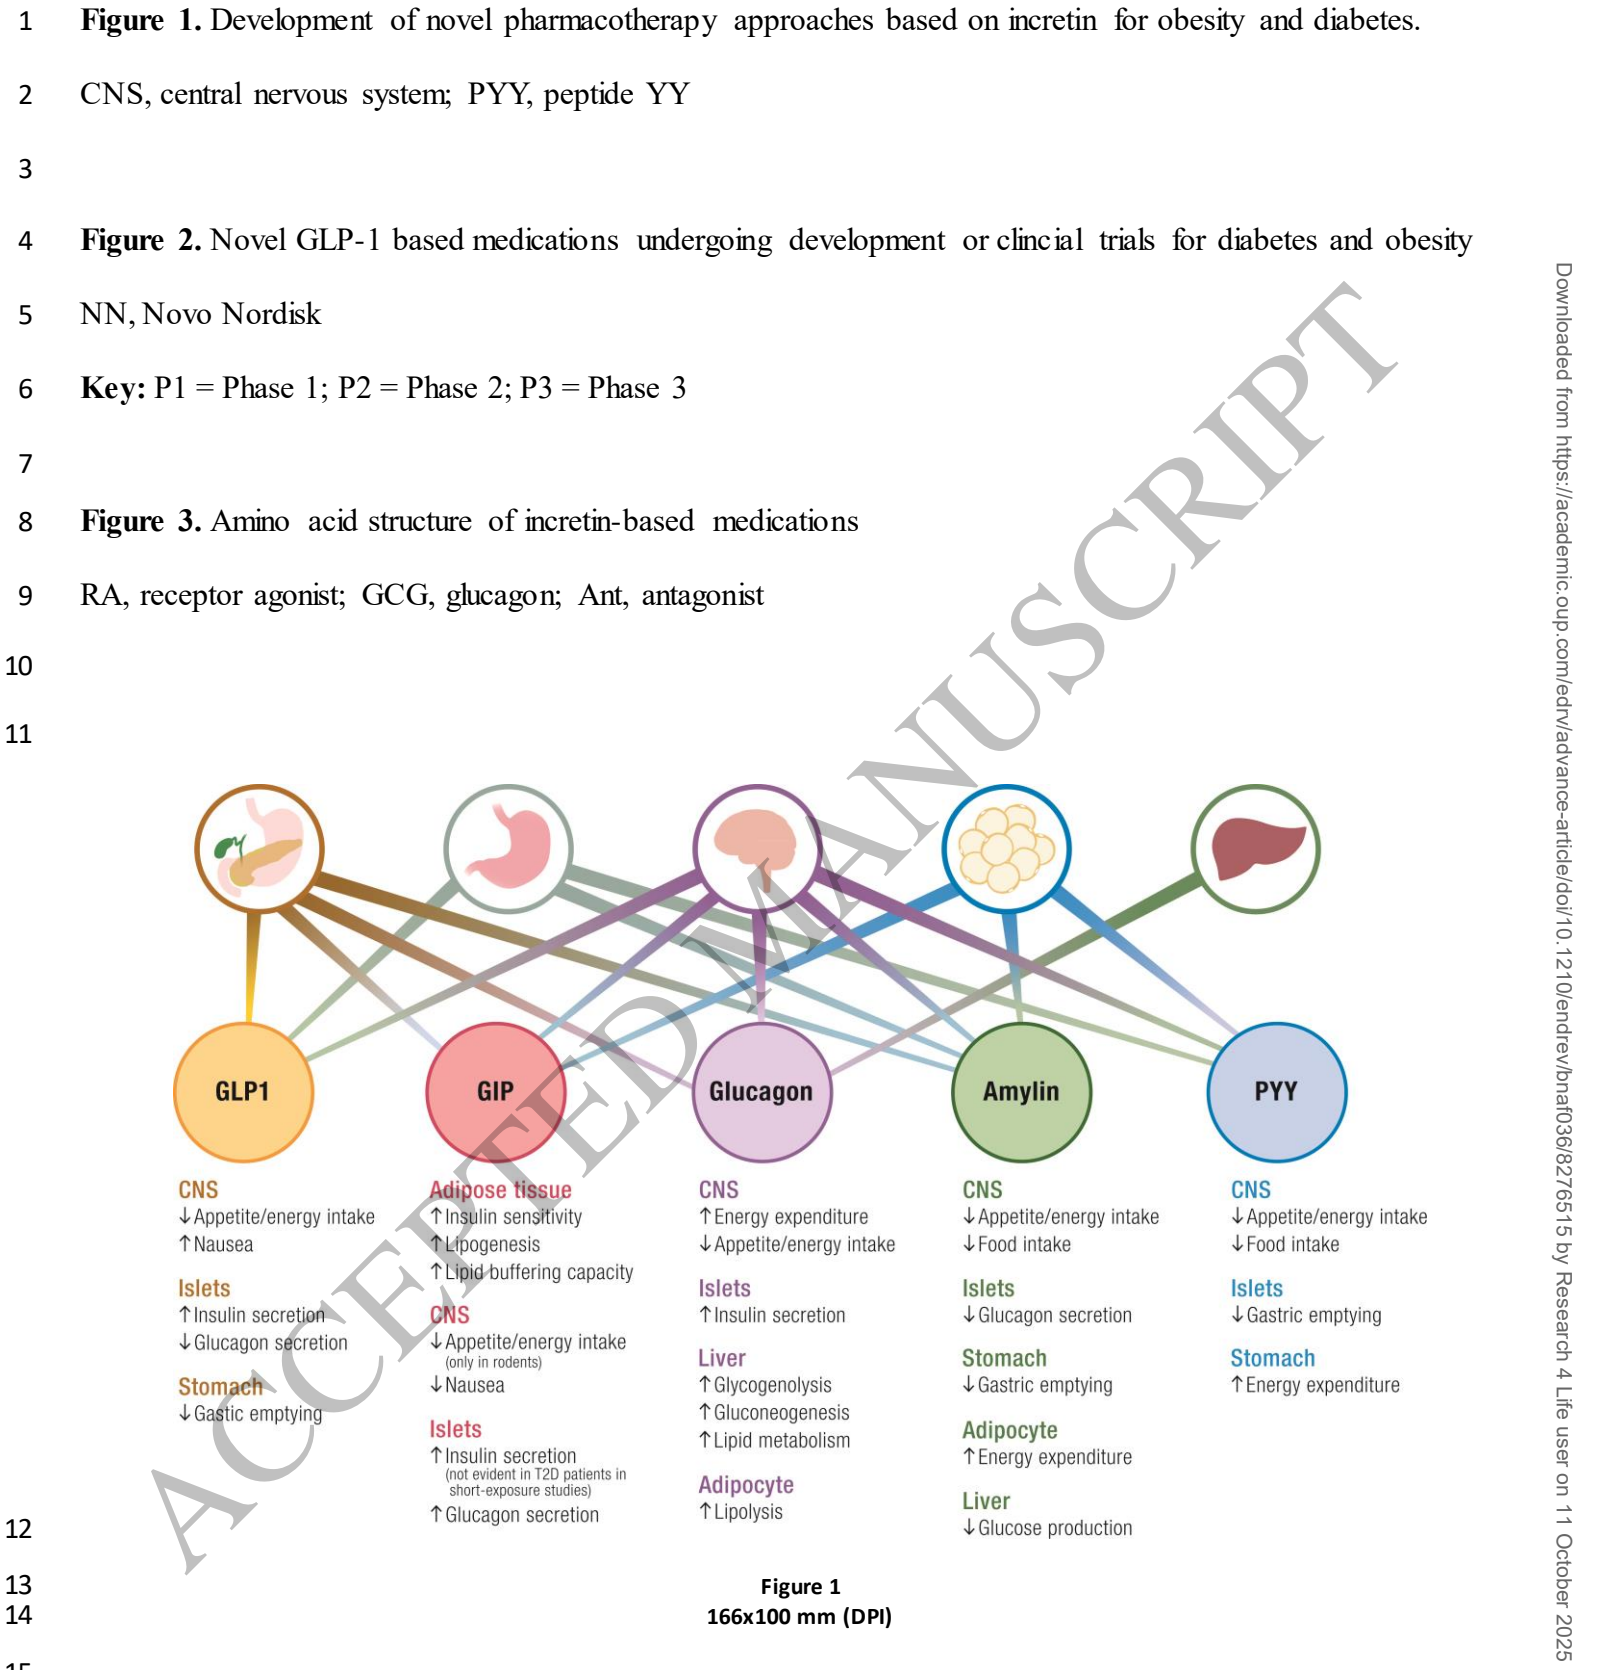 1 Figure 1. Development of novel pharmacotherapy approaches based on incretin for obesity and diabetes.
2 CNS, central nervous system; PYY, peptide YY
3
4 Figure 2. Novel GLP-1 based medications undergoing development or clincial trials for diabetes and obesity
5 NN, Novo Nordisk
6 Key: P1 = Phase 1; P2 = Phase 2; P3 = Phase 3
7
8 Figure 3. Amino acid structure of incretin-based medications
9 RA, receptor agonist; GCG, glucagon; Ant, antagonist
10
11
GLP1
CNS
↓Appetite/energy intake
↑Nausea
Islets
↑Insulin secretion
↓Glucagon secretion
Stomach
↓Gastic emptying
GIP
Adipose tissue
↑Insulin sensitivity
↑Lipogenesis
↑Lipid buffering capacity
CNS
↓Appetite/energy intake
(only in rodents)
↓Nausea
Islets
↑Insulin secretion
(not evident in T2D patients in
short-exposure studies)
↑Glucagon secretion
Glucagon
CNS
↑Energy expenditure
↓Appetite/energy intake
Islets
↑Insulin secretion
Liver
↑Glycogenolysis
↑Gluconeogenesis
↑Lipid metabolism
Adipocyte
↑Lipolysis
Amylin
CNS
↓Appetite/energy intake
↓Food intake
Islets
↓Glucagon secretion
Stomach
↓Gastric emptying
Adipocyte
↑Energy expenditure
Liver
↓Glucose production
PYY
CNS
↓Appetite/energy intake
↓Food intake
Islets
↓Gastric emptying
Stomach
↑Energy expenditure
12
13 Figure 1
14 166x100 mm (DPI)
15
ACCEPTED MANUSCRIPT
Downloaded from https://academic.oup.com/edrv/advance-article/doi/10.1210/endrev/bnaf036/8276515 by Research 4 Life user on 11 October 2025